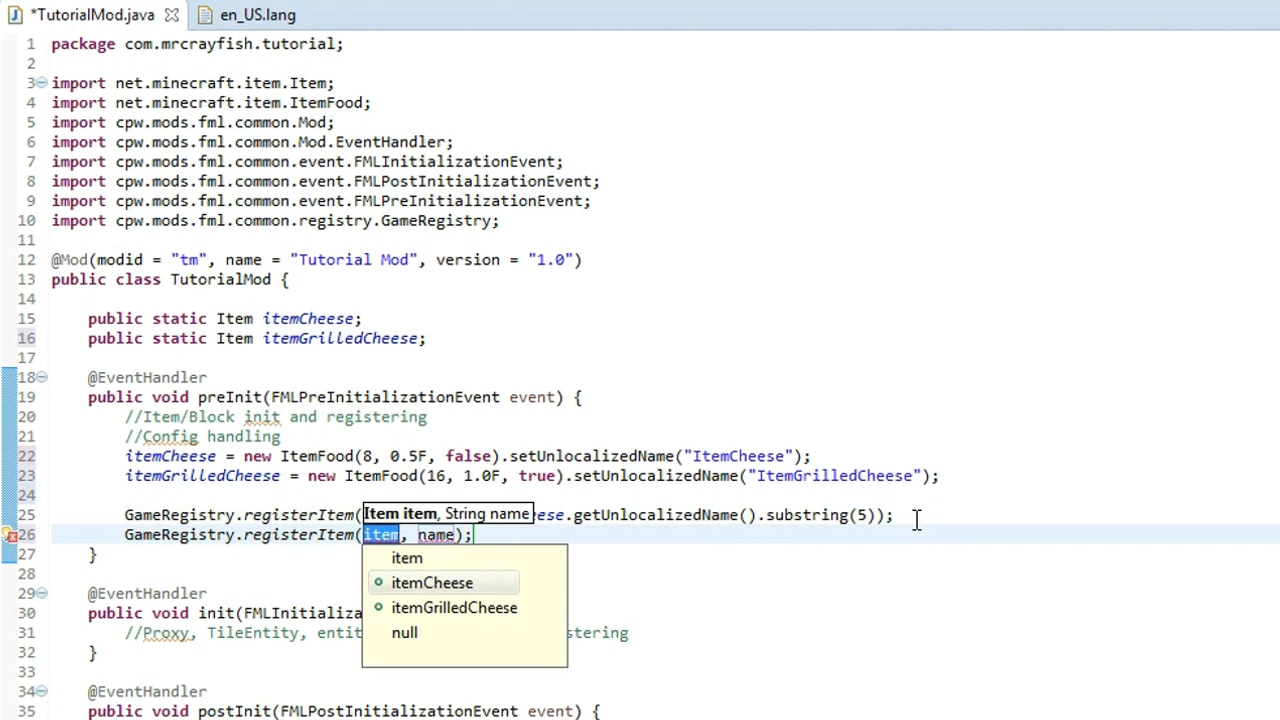 *TutorialMod.java en_US.lang
1 package com.mrcrayfish.tutorial;
2
3 import net.minecraft.item.Item;
4 import net.minecraft.item.ItemFood;
5 import cpw.mods.fml.common.Mod;
6 import cpw.mods.fml.common.Mod.EventHandler;
7 import cpw.mods.fml.common.event.FMLInitializationEvent;
8 import cpw.mods.fml.common.event.FMLPostInitializationEvent;
9 import cpw.mods.fml.common.event.FMLPreInitializationEvent;
10 import cpw.mods.fml.common.registry.GameRegistry;
11
12 @Mod(modid = "tm", name = "Tutorial Mod", version = "1.0")
13 public class TutorialMod {
14
15 public static Item itemCheese;
16 public static Item itemGrilledCheese;
17
18 @EventHandler
19 public void preInit(FMLPreInitializationEvent event) {
20 //Item/Block init and registering
21 //Config handling
22 itemCheese = new ItemFood(8, 0.5F, false).setUnlocalizedName("ItemCheese");
23 itemGrilledCheese = new ItemFood(16, 1.0F, true).setUnlocalizedName("ItemGrilledCheese");
24
Item item, String name
25 GameRegistry.registerItem( ese.getUnlocalizedName().substring(5));
26 GameRegistry.registerItem(item, name);
27 }
item
28
itemCheese
29 @EventHandler
itemGrilledCheese
30 public void init(FMLInitializa
31 //Proxy, TileEntity, entit stering
null
32 }
33
34 @EventHandler
35 public void postInit(FMLPostInitializationEvent event) {